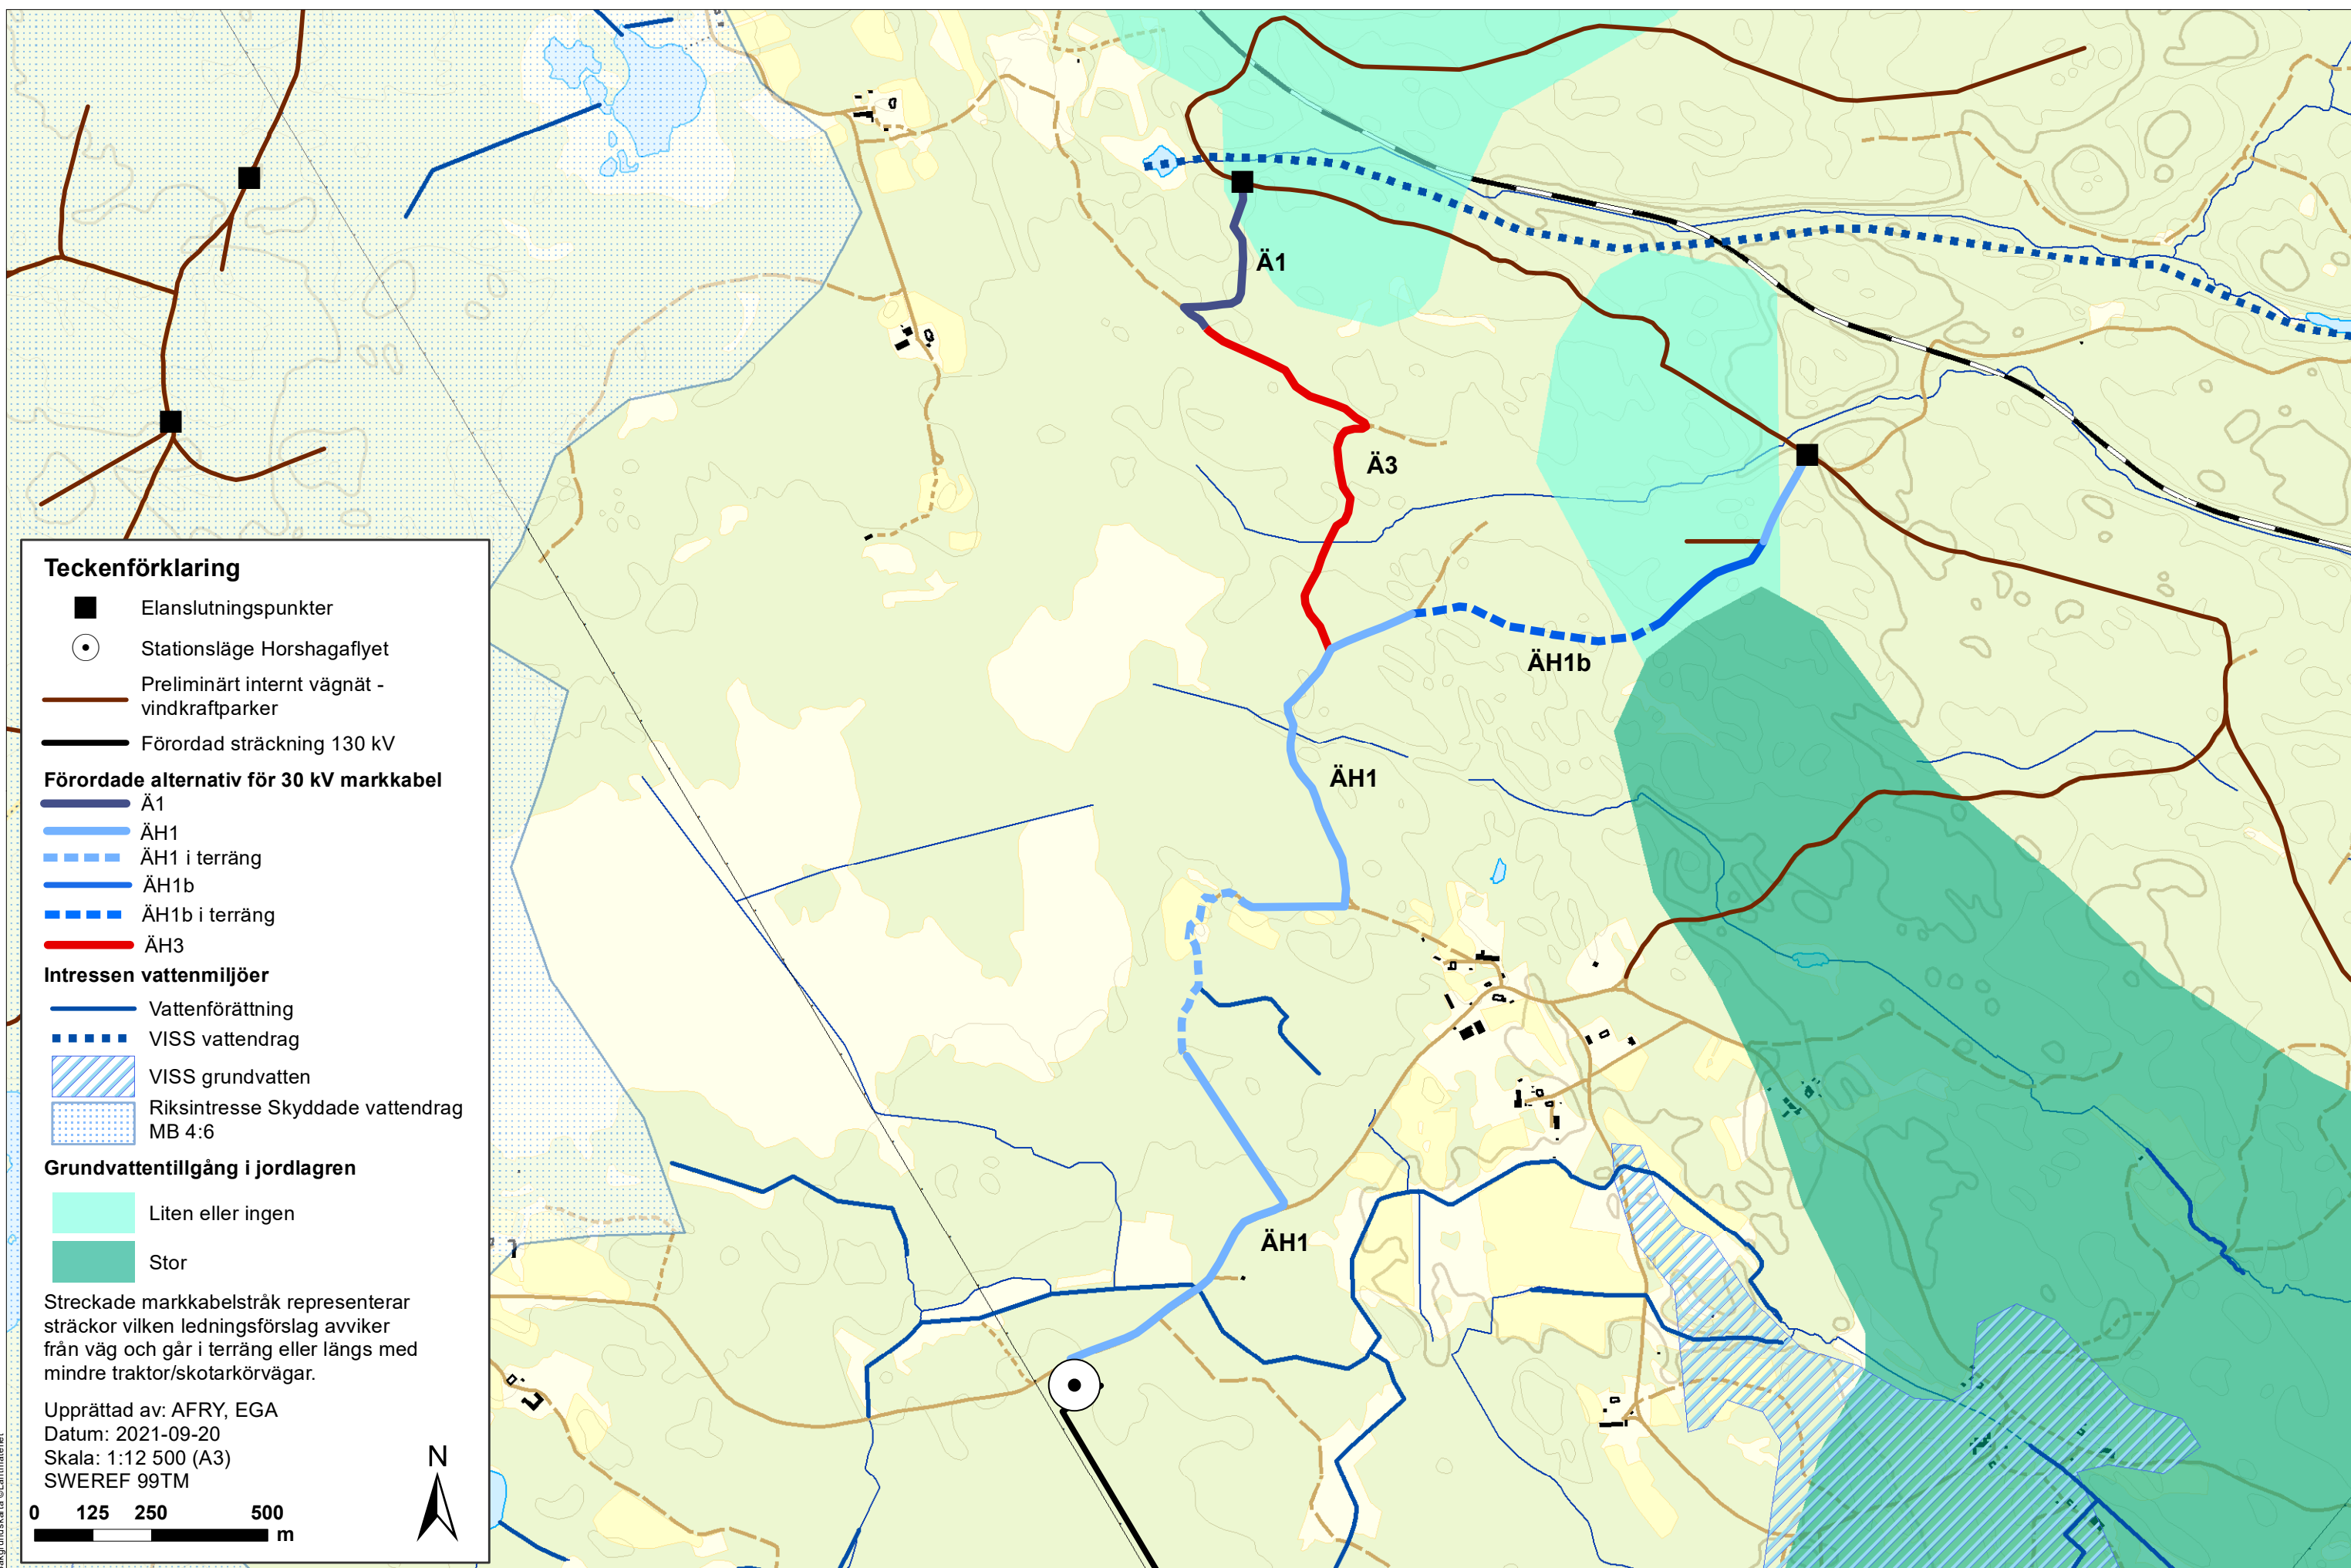 Teckenförklaring
Elanslutningspunkter
Stationsläge Horshagaflyet
Preliminärt internt vägnät -
vindkraftparker
Förordad sträckning 130 kV
Förordade alternativ för 30 kV markkabel
Ä1
ÄH1
ÄH1 i terräng
ÄH1b
ÄH1b i terräng
ÄH3
Intressen vattenmiljöer
Vattenförättning
VISS vattendrag
VISS grundvatten
Riksintresse Skyddade vattendrag
MB 4:6
Grundvattentillgång i jordlagren
Liten eller ingen
Stor
Streckade markkabelstråk representerar
sträckor vilken ledningsförslag avviker
från väg och går i terräng eller längs med
mindre traktor/skotarkörvägar.
Upprättad av: AFRY, EGA
Datum: 2021-09-20
Skala: 1:12 500 (A3)
SWEREF 99TM
N
0 125 250 500
m
Ä1
Ä3
ÄH1b
ÄH1
ÄH1